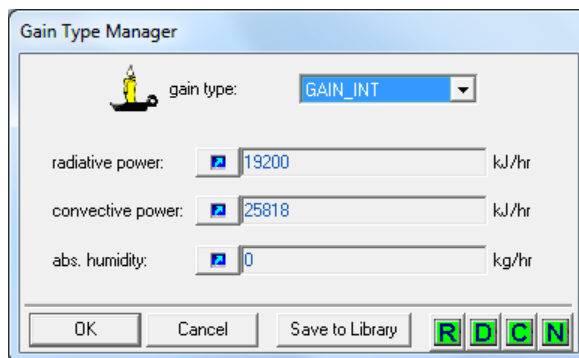 Gain Type Manager
gain type: GAIN_INT
radiative power: 19200 kJ/hr
convective power: 25818 kJ/hr
abs. humidity: 0 kg/hr
OK Cancel Save to Library R D C N